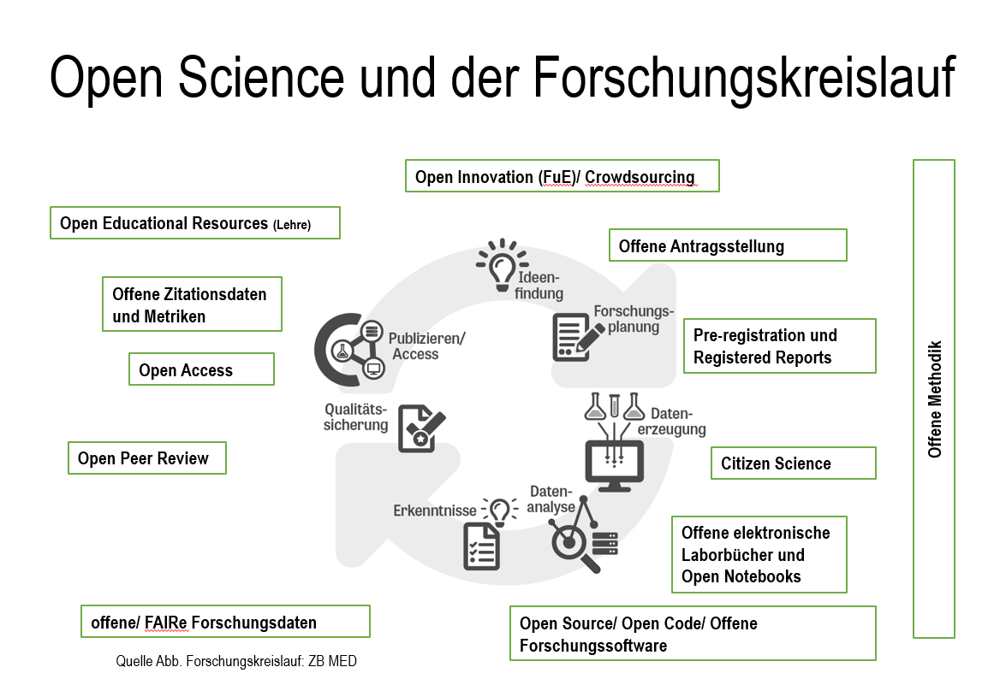 Open Science und der Forschungskreislauf
Open Innovation (FuE)/ Crowdsourcing
Open Educational Resources (Lehre)
Offene Antragsstellung
Ideen-
findung
Offene Zitationsdaten
und Metriken
Forschungs-
planung
Publizieren/
Access
Pre-registration und
Registered Reports
Open Access
Offene Methodik
Qualitäts-
sicherung
Daten-
erzeugung
Open Peer Review
Citizen Science
Daten-
analyse
Erkenntnisse
Offene elektronische
Laborbücher und
Open Notebooks
offene/ FAIRe Forschungsdaten
Open Source/ Open Code/ Offene
Forschungssoftware
Quelle Abb. Forschungskreislauf: ZB MED